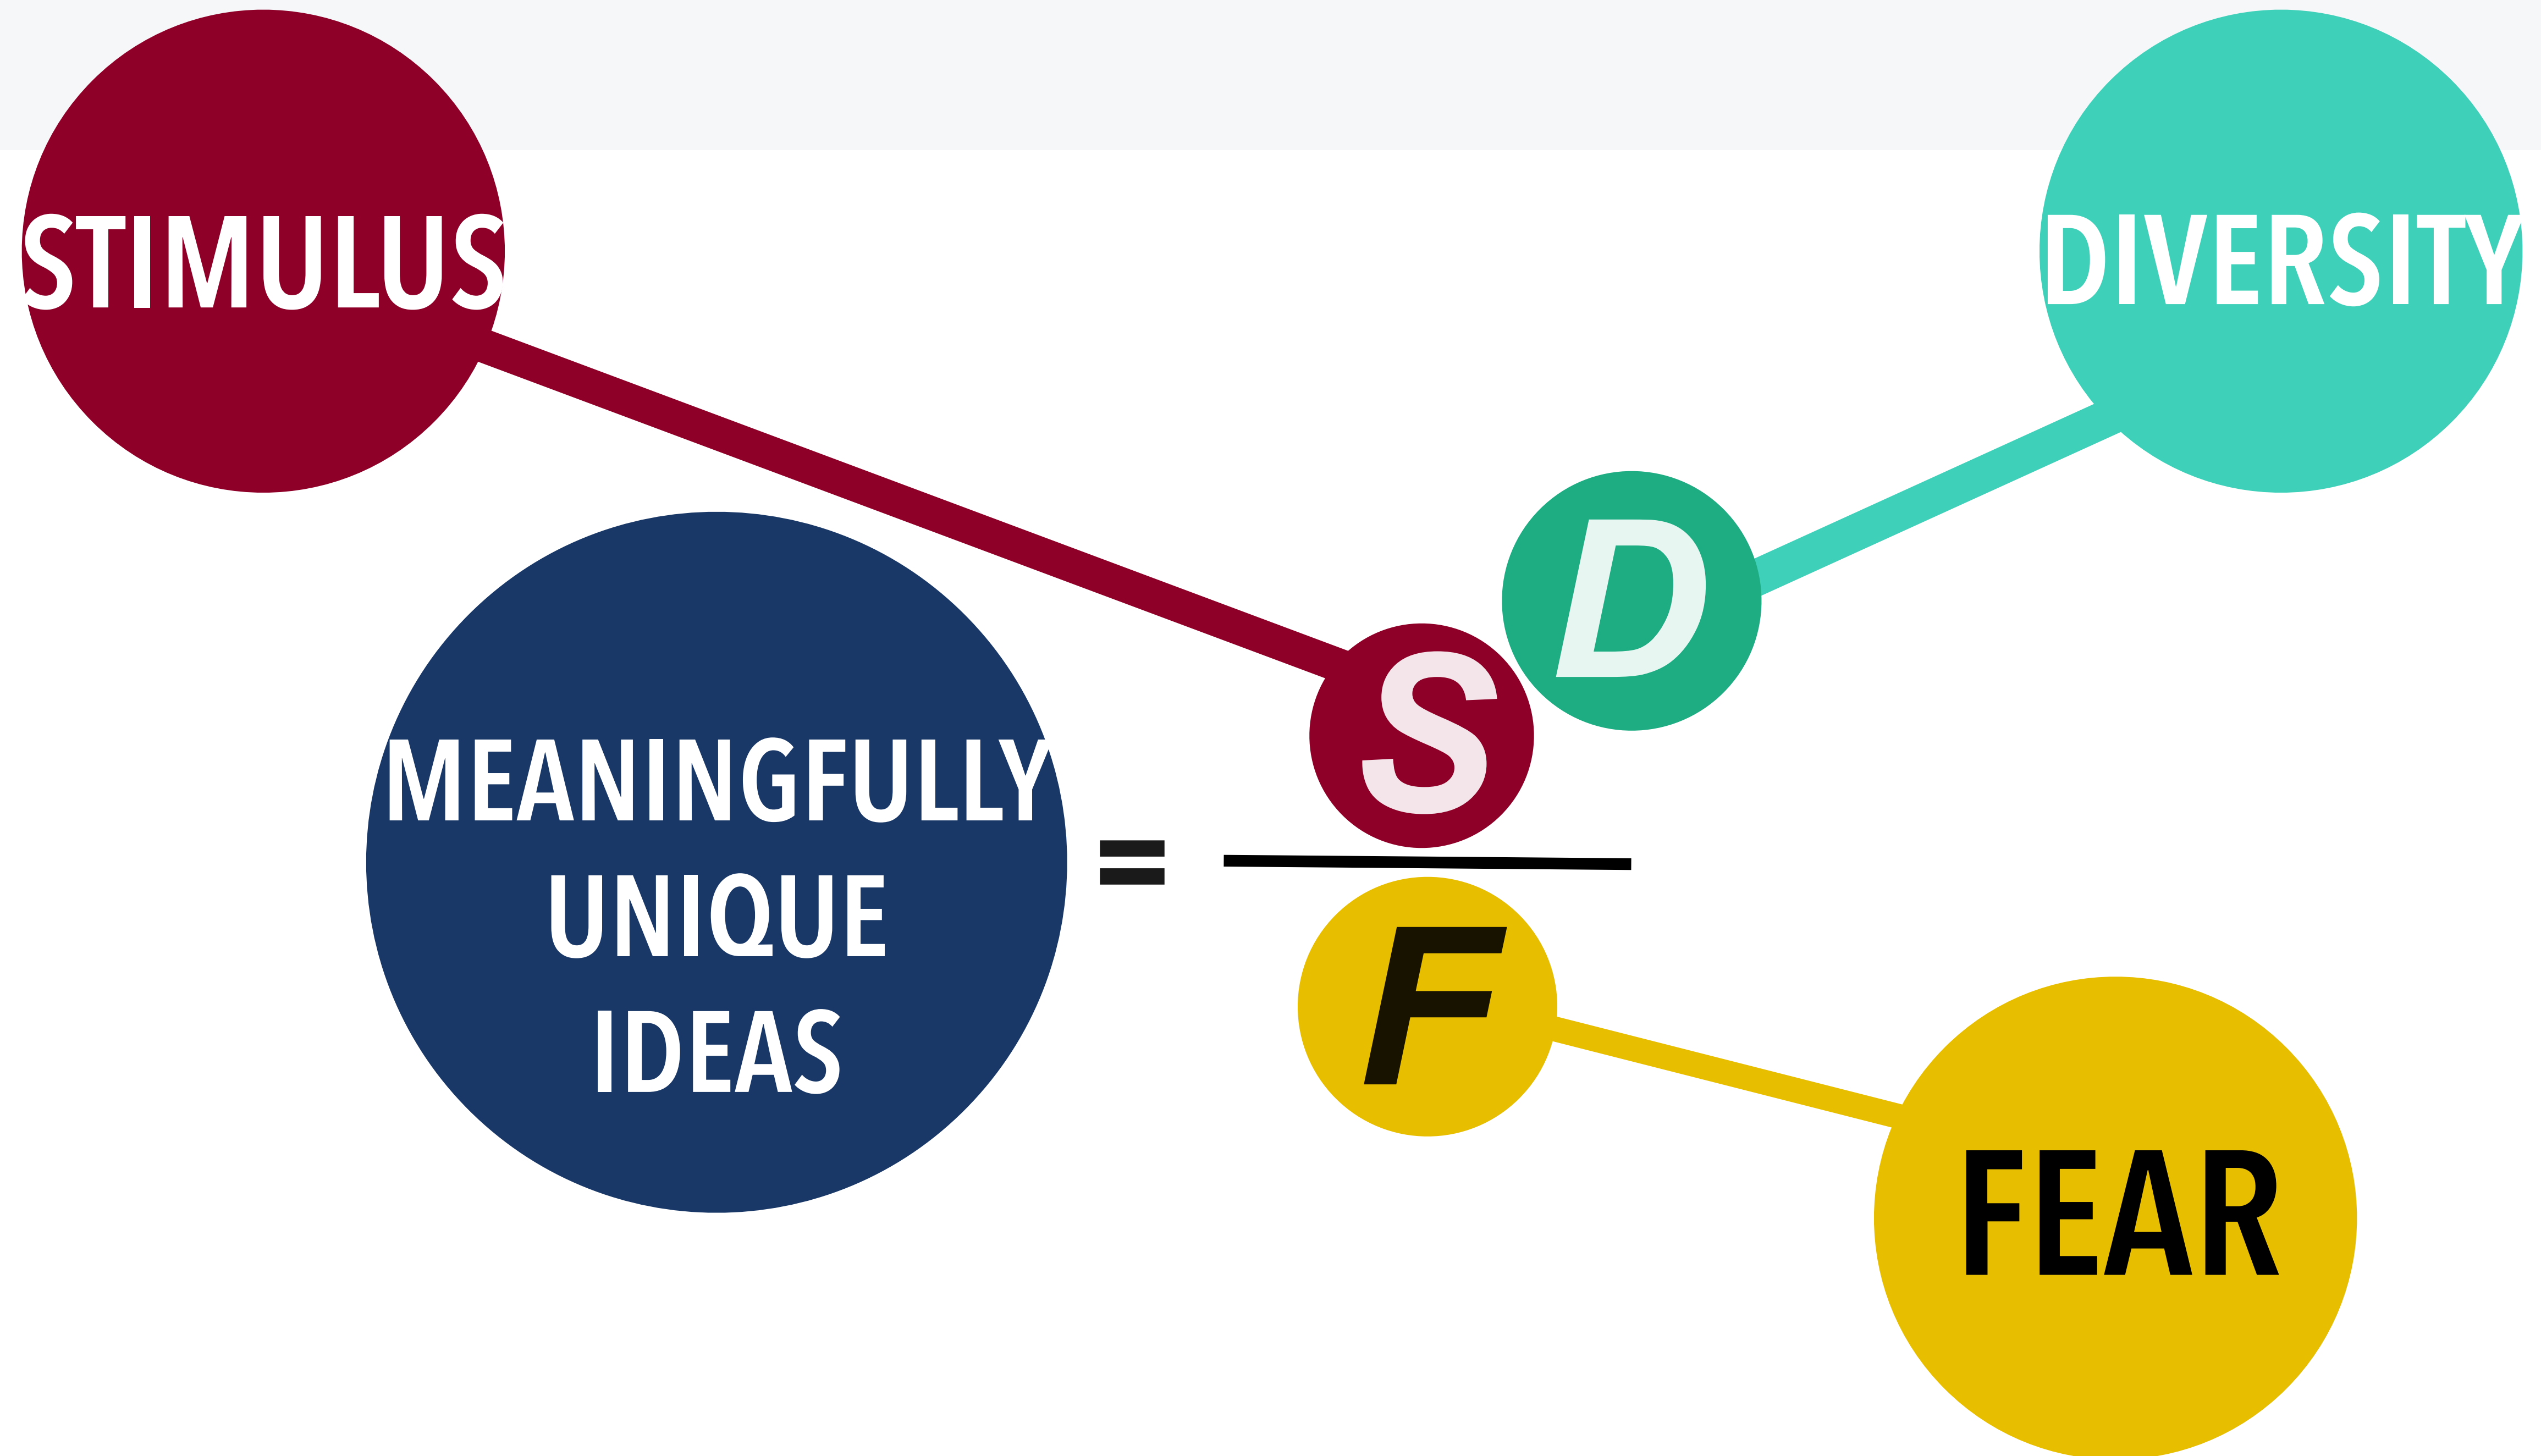 STIMULUS
DIVERSITY
D
S
MEANINGFULLY
UNIQUE
IDEAS
=
F
FEAR